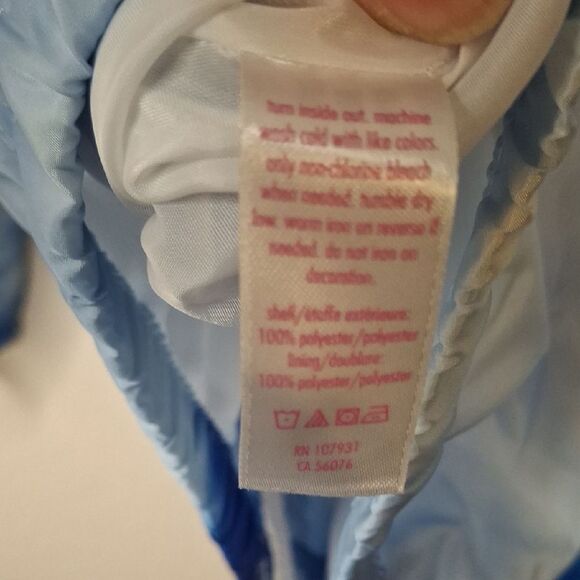 turn inside out. machine
wash cold with like colors.
only non-chlorine bleach
when needed. tumble dry
low. warm iron on reverse if
needed. do not iron on
decoration.
shell/étoffe extérieure:
100% polyester/polyester
lining/doublure:
100% polyester/polyester
RN 107931
CA 56076